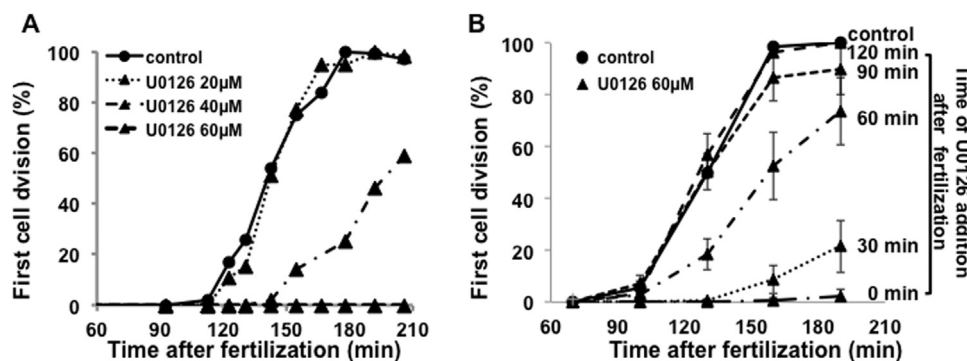 A
100
80
60
40
20
0
First cell division (%)
control
U0126 20µM
U0126 40µM
U0126 60µM
60
90
120
150
180
210
Time after fertilization (min)
B
100
80
60
40
20
0
First cell division (%)
control
U0126 60µM
60
90
120
150
180
210
Time after fertilization (min)
control
120 min
90 min
60 min
30 min
0 min
U0126 addition
after fertilization